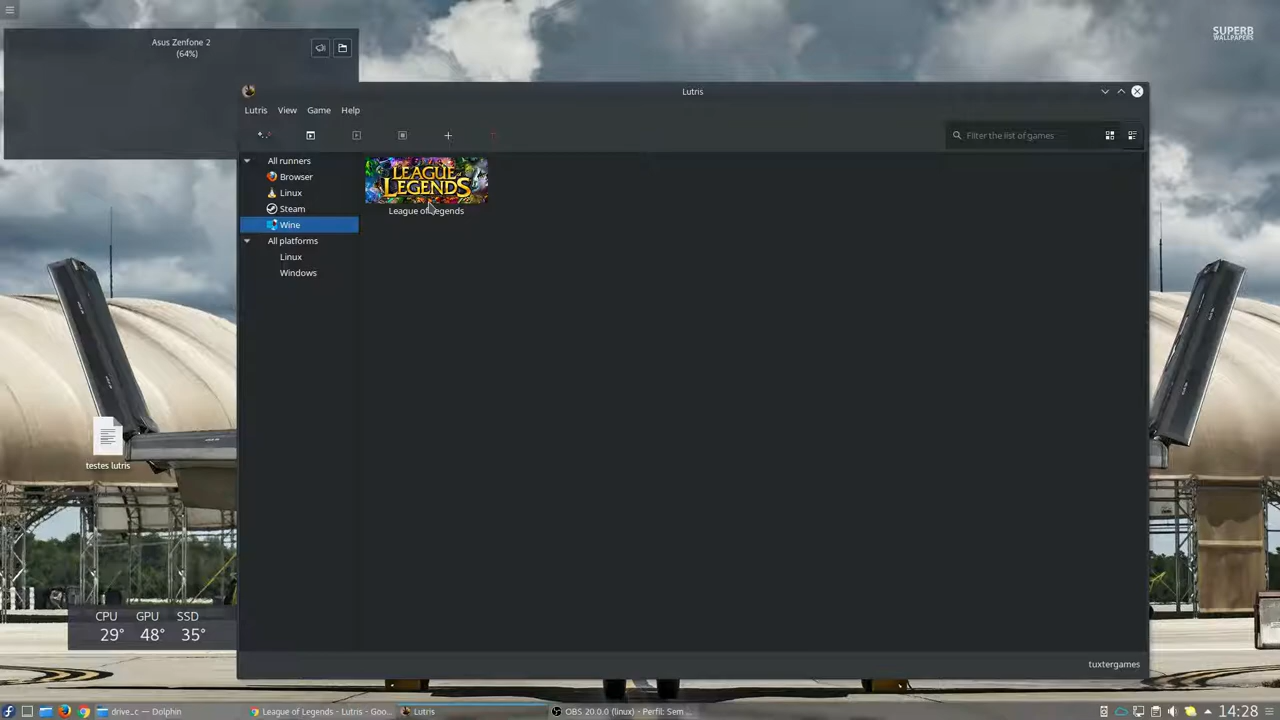 SUPERB
WALLPAPERS
Asus Zenfone 2
(64%)
Lutris
Lutris View Game Help
Filter the list of games
All runners
Browser
Linux
Steam
Wine
All platforms
Linux
Windows
LEAGUE
LEGENDS
League of Legends
testes lutris
CPU GPU SSD
29° 48° 35°
tuxtergames
drive_c — Dolphin
League of Legends - Lutris - Goo...
Lutris
OBS 20.0.0 (linux) - Perfil: Sem ...
14:28